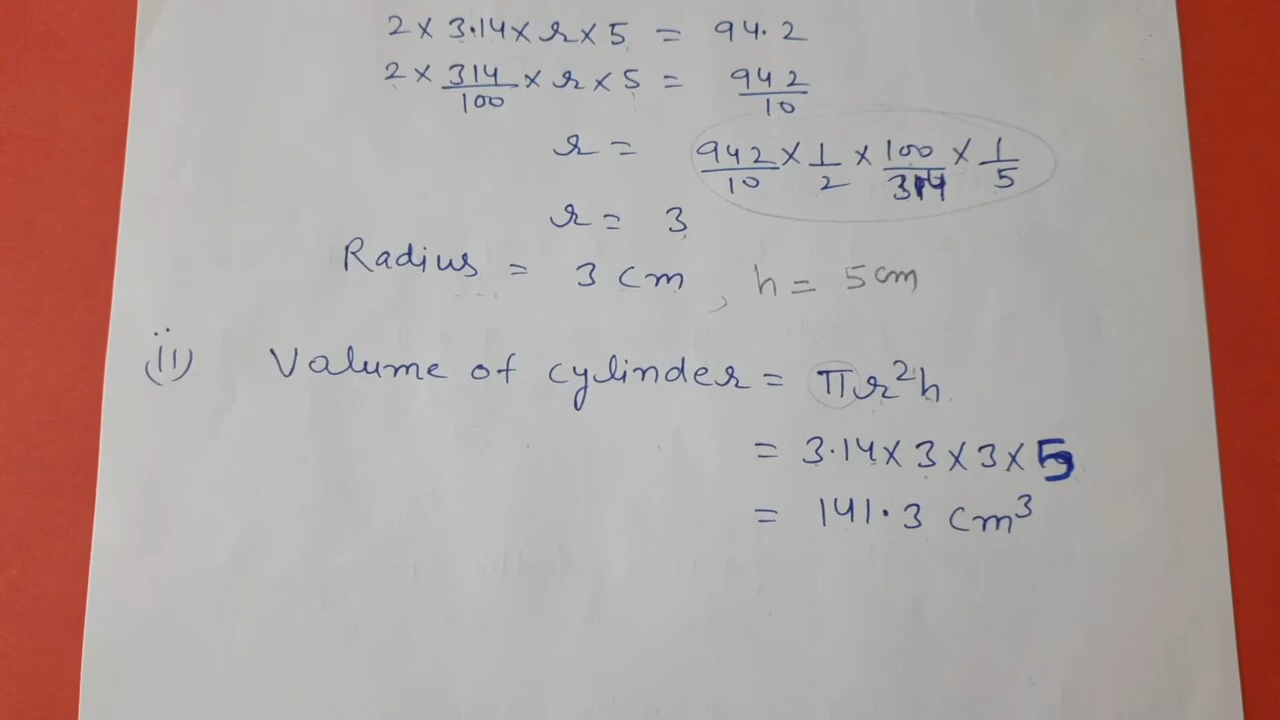 2 × 3.14 × r × 5 = 94.2
2 × 314/100 × r × 5 = 942/10
r = 942/10 × 1/2 × 100/314 × 1/5
r = 3
Radius = 3 cm, h = 5 cm
(ii) Valume of cylinder = πr²h
= 3.14 × 3 × 3 × 5
= 141.3 cm³